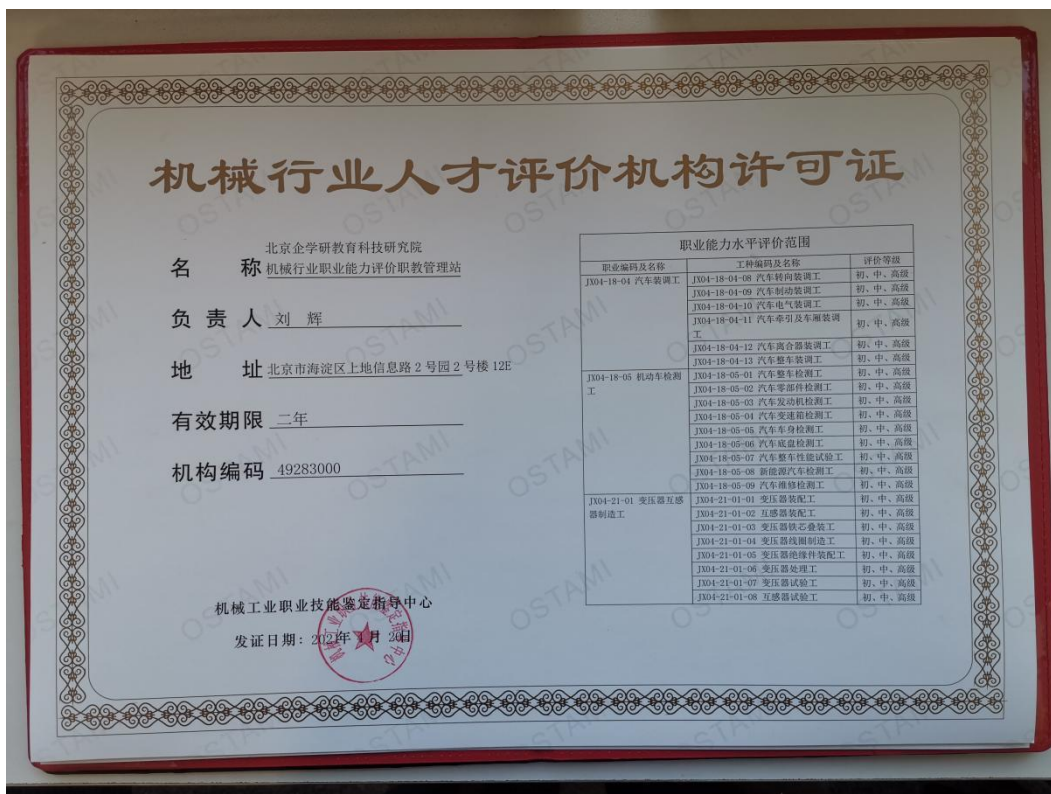 机械行业人才评价机构许可证
北京企学研教育科技研究院
名 称 机械行业职业能力评价职教管理站
负 责 人 刘 辉
地 址 北京市海淀区上地信息路2号园2号楼12E
有效期限 二年
机构编码 49283000
机械工业职业技能鉴定指导中心
发证日期：2021年1月20日
职业能力水平评价范围
职业编码及名称 工种编码及名称 评价等级
JX04-18-04 汽车装调工 JX04-18-04-08 汽车转向装调工 初、中、高级
JX04-18-04-09 汽车制动装调工 初、中、高级
JX04-18-04-10 汽车电气装调工 初、中、高级
JX04-18-04-11 汽车牵引及车厢装调 初、中、高级
工
JX04-18-04-12 汽车离合器装调工 初、中、高级
JX04-18-04-13 汽车整车装调工 初、中、高级
JX04-18-05 机动车检测 JX04-18-05-01 汽车整车检测工 初、中、高级
工 JX04-18-05-02 汽车零部件检测工 初、中、高级
JX04-18-05-03 汽车发动机检测工 初、中、高级
JX04-18-05-04 汽车变速箱检测工 初、中、高级
JX04-18-05-05 汽车车身检测工 初、中、高级
JX04-18-05-06 汽车底盘检测工 初、中、高级
JX04-18-05-07 汽车整车性能试验工 初、中、高级
JX04-18-05-08 新能源汽车检测工 初、中、高级
JX04-18-05-09 汽车维修检测工 初、中、高级
JX04-21-01 变压器互感 JX04-21-01-01 变压器装配工 初、中、高级
器制造工 JX04-21-01-02 互感器装配工 初、中、高级
JX04-21-01-03 变压器铁芯叠装工 初、中、高级
JX04-21-01-04 变压器线圈制造工 初、中、高级
JX04-21-01-05 变压器绝缘件装配工 初、中、高级
JX04-21-01-06 变压器处理工 初、中、高级
JX04-21-01-07 变压器试验工 初、中、高级
JX04-21-01-08 互感器试验工 初、中、高级